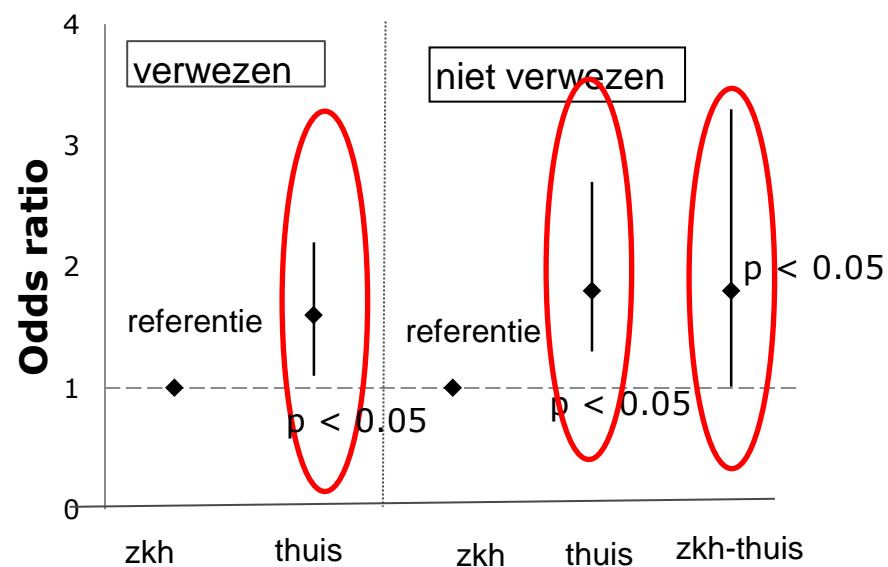 4
verwezen
niet verwezen
3
Odds ratio
2
p < 0.05
referentie
referentie
1
p < 0.05
p < 0.05
0
zkh
thuis
zkh
thuis
zkh-thuis